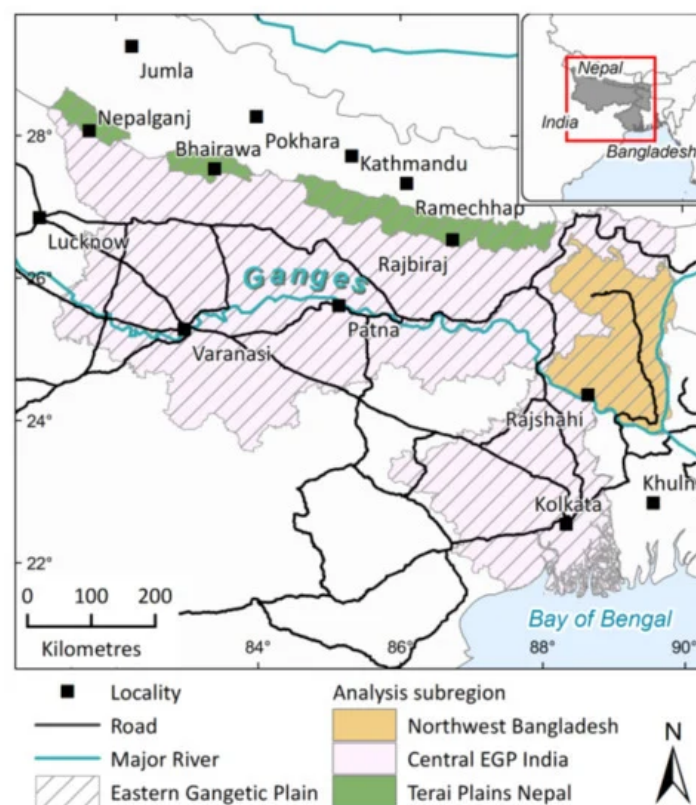 Jumla
Nepal
Nepalganj
India
28°
Pokhara
Bhairawa
Bangladesh
Kathmandu
Ramechhap
Lucknow
Rajbiraj
26°
Ganges
Patna
Varanasi
Rajshahi
24°
Khuln
Kolkata
22°
0 100 200
Kilometres
Bay of Bengal
84° 86° 88° 90°
Locality
Analysis subregion
Road
Northwest Bangladesh
Major River
Central EGP India
Eastern Gangetic Plain
Terai Plains Nepal
N